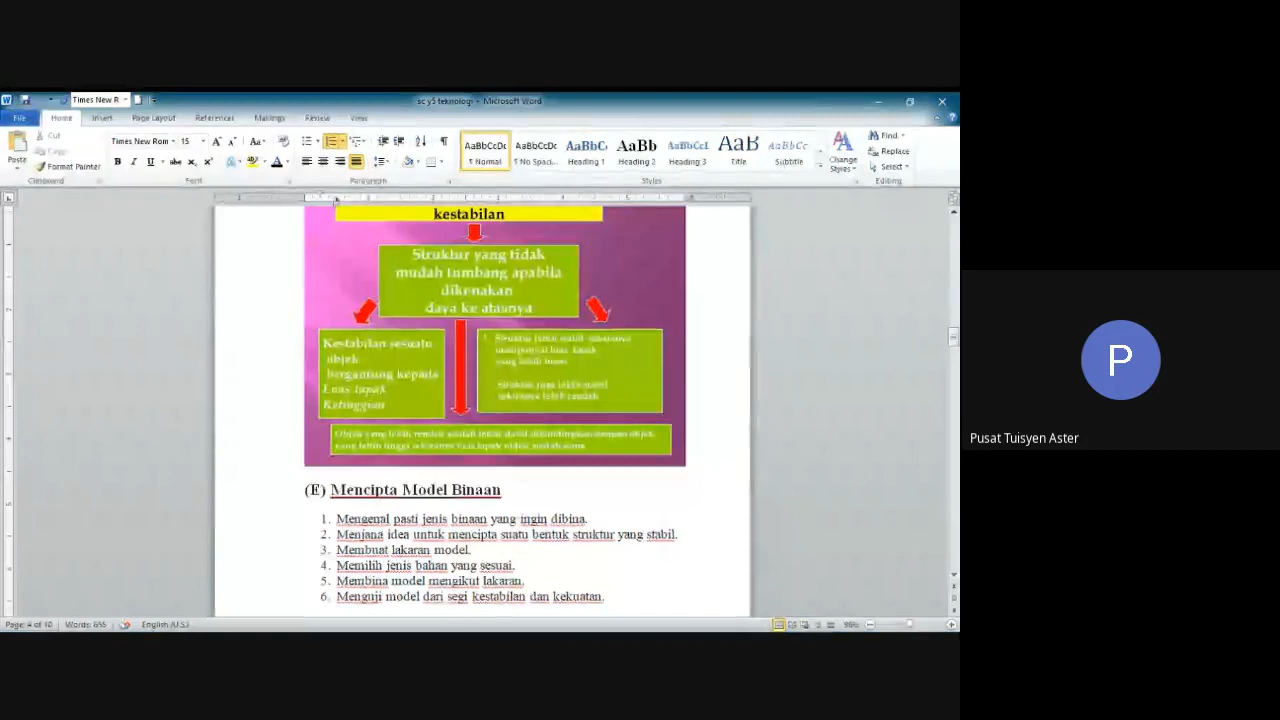 sc y5 teknologi - Microsoft Word
Times New R
File Home Insert Page Layout References Mailings Review View
Cut
Paste
Format Painter
Clipboard
Times New Rom 15
Font
Paragraph
AaBbCcDc AaBbCcDc AaBbC AaBb AaBbCcI AaB AaBbCcL
¶ Normal ¶ No Spaci... Heading 1 Heading 2 Heading 3 Title Subtitle
Styles
Change Styles
Find
Replace
Select
Editing
kestabilan
Struktur yang tidak
mudah tumbang apabila
dikenakan
daya ke atasnya
Kestabilan sesuatu
objek
bergantung kepada
Luas tapak
Ketinggian
(E) Mencipta Model Binaan
1. Mengenal pasti jenis binaan yang ingin dibina.
2. Menjana idea untuk mencipta suatu bentuk struktur yang stabil.
3. Membuat lakaran model.
4. Memilih jenis bahan yang sesuai.
5. Membina model mengikut lakaran.
6. Menguji model dari segi kestabilan dan kekuatan.
Page: 4 of 10 Words: 655 English (U.S.)
P
Pusat Tuisyen Aster